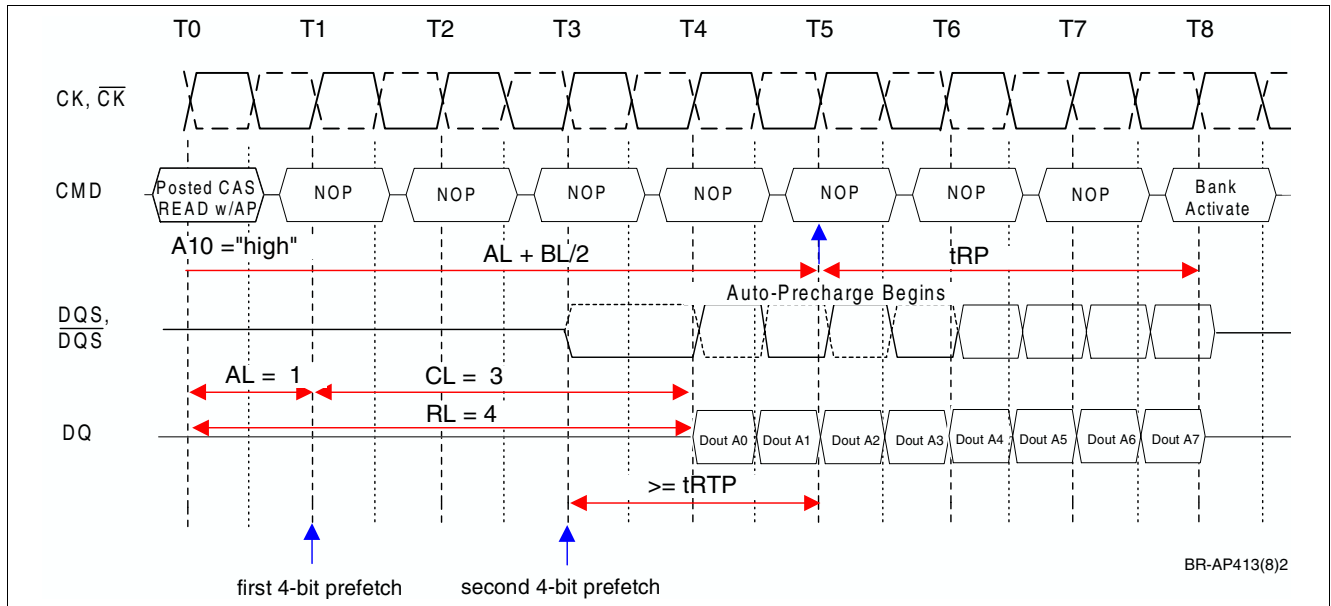 T0 T1 T2 T3 T4 T5 T6 T7 T8
CK, CK
CMD
Posted CAS
READ w/AP
NOP NOP NOP NOP NOP NOP NOP
Bank
Activate
A10 ="high"
AL + BL/2
tRP
Auto-Precharge Begins
DQS,
DQS
AL = 1
CL = 3
RL = 4
DQ
Dout A0 Dout A1 Dout A2 Dout A3 Dout A4 Dout A5 Dout A6 Dout A7
>= tRTP
first 4-bit prefetch
second 4-bit prefetch
BR-AP413(8)2